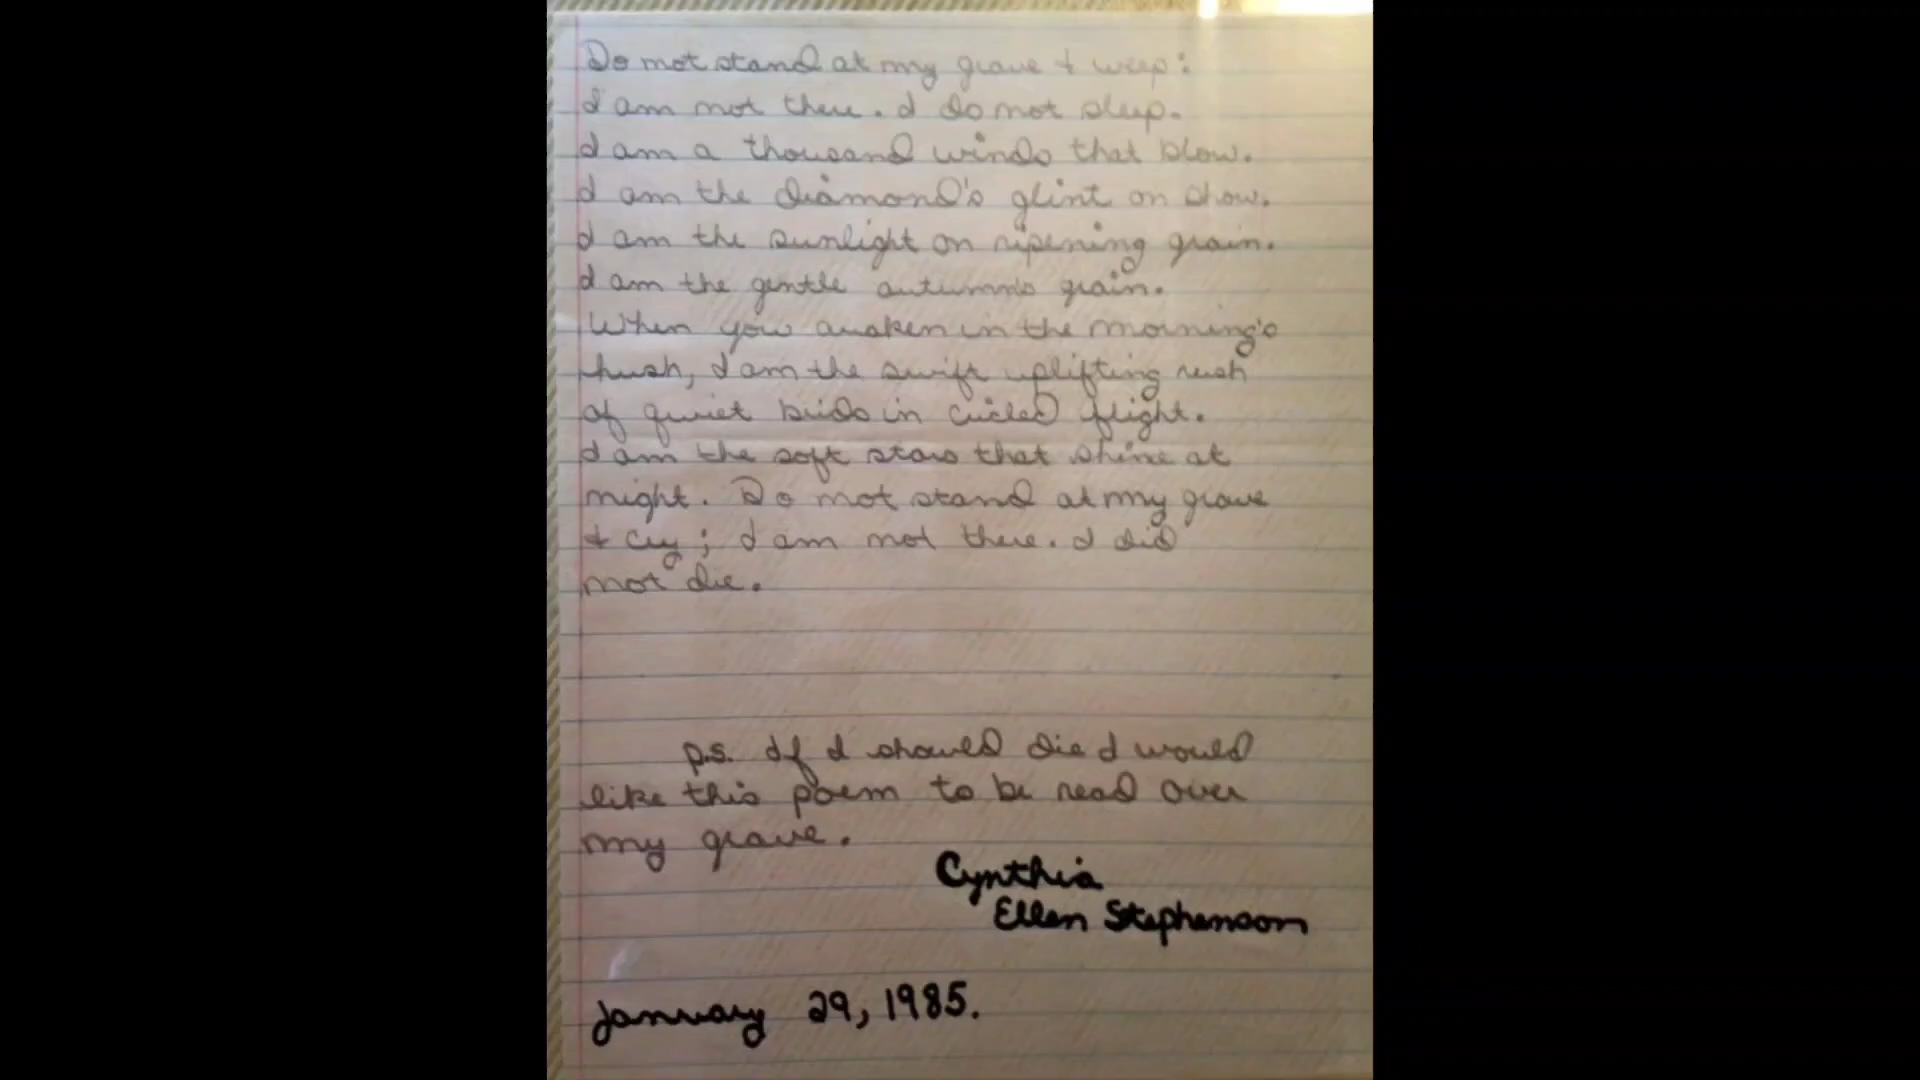 Do not stand at my grave & weep:
I am not there. I do not sleep.
I am a thousand winds that blow.
I am the diamond's glint on show.
I am the sunlight on ripening grain.
I am the gentle autumn's grain.
When you awaken in the morning's
hush, I am the swift uplifting rush
of quiet birds in circled flight.
I am the soft stars that shine at
night. Do not stand at my grave
& cry; I am not there. I did
not die.
p.s. If I should die I would
like this poem to be read over
my grave.
Cynthia
Ellen Stephenson
January 29, 1985.